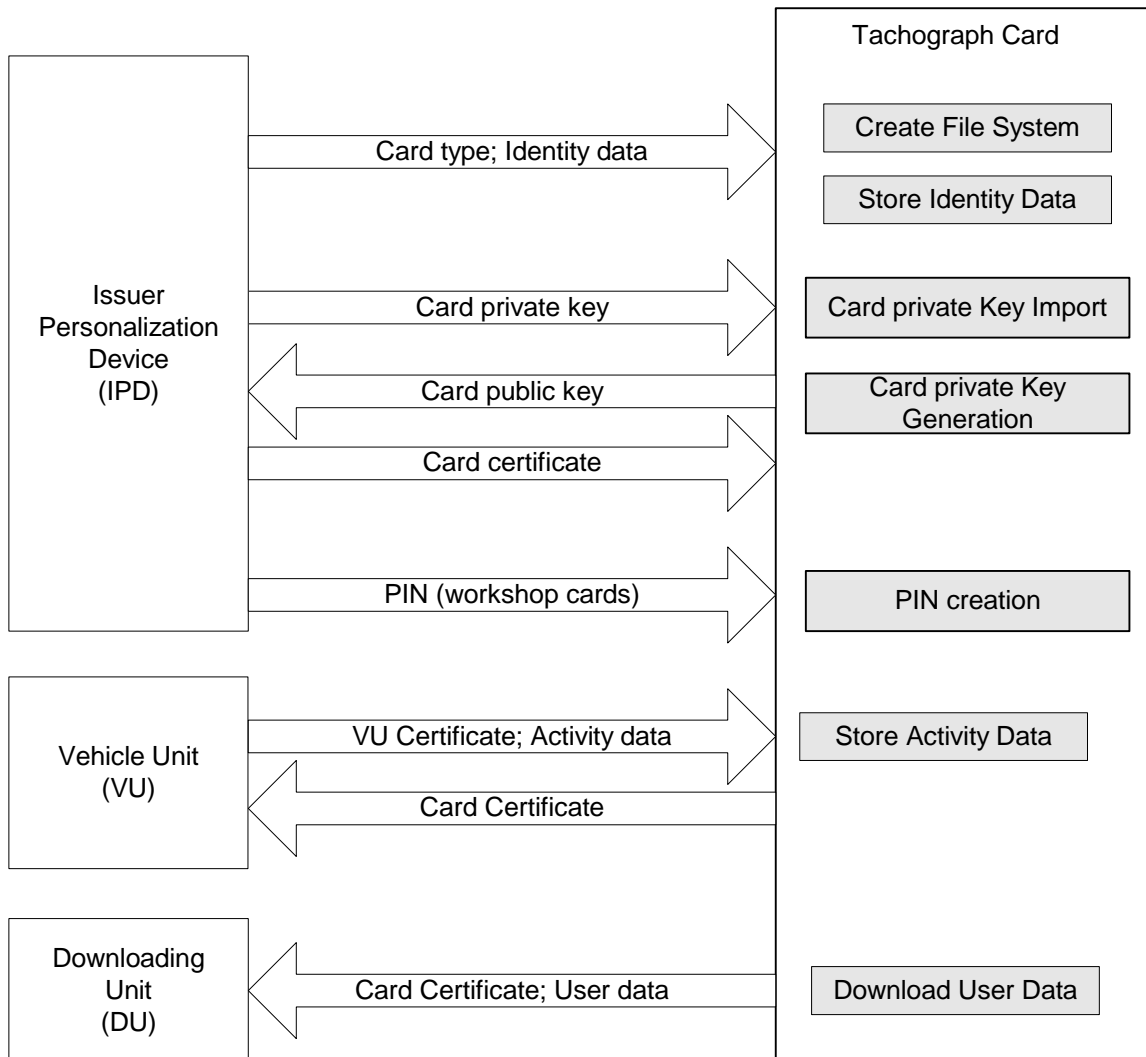 Tachograph Card
Create File System
Card type; Identity data
Store Identity Data
Issuer
Personalization
Device
(IPD)
Card private key
Card private Key Import
Card public key
Card private Key
Generation
Card certificate
PIN (workshop cards)
PIN creation
Vehicle Unit
(VU)
VU Certificate; Activity data
Store Activity Data
Card Certificate
Downloading
Unit
(DU)
Card Certificate; User data
Download User Data